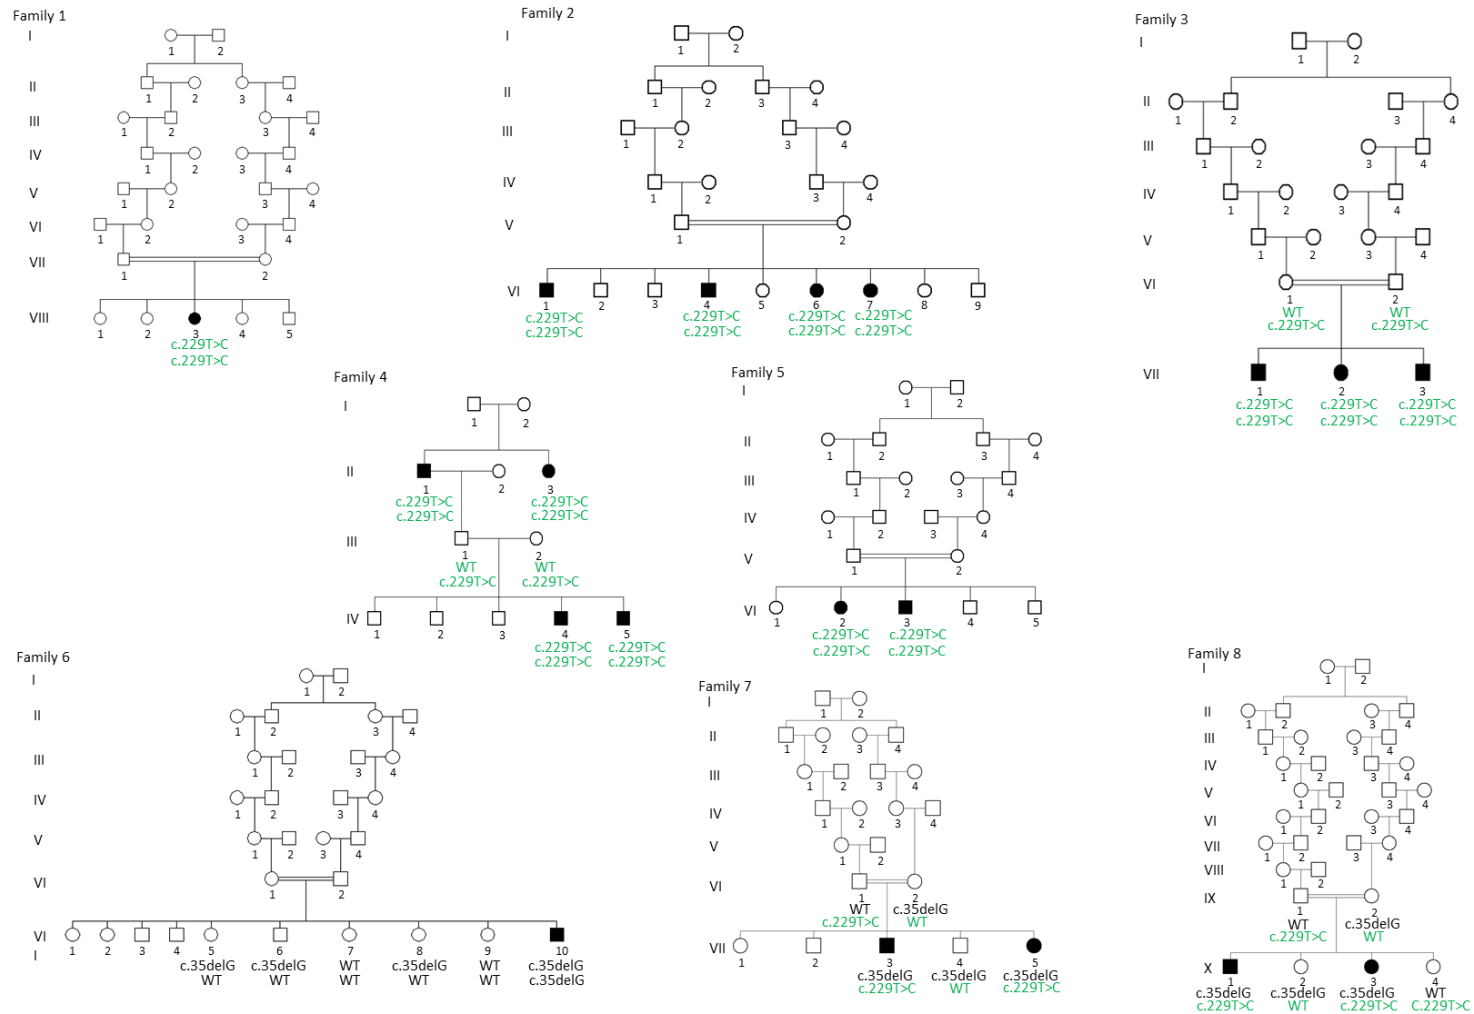 Family 1
I
1 2
II
1 2 3 4
III
1 2 3 4
IV
1 2 3 4
V
1 2 3 4
VI
1 2 3 4
VII
1 2
VIII
1 2 3 4 5
c.229T>C
c.229T>C
Family 2
I
1 2
II
1 2 3 4
III
1 2 3 4
IV
1 2 3 4
V
1 2
VI
1 2 3 4 5 6 7 8 9
c.229T>C c.229T>C c.229T>C c.229T>C
c.229T>C c.229T>C c.229T>C c.229T>C
Family 3
I
1 2
II
1 2 3 4
III
1 2 3 4
IV
1 2 3 4
V
1 2 3 4
VI
1 2
WT WT
c.229T>C c.229T>C
VII
1 2 3
c.229T>C c.229T>C c.229T>C
c.229T>C c.229T>C c.229T>C
Family 4
I
1 2
II
1 2 3
c.229T>C c.229T>C
c.229T>C c.229T>C
III
1 2
WT WT
c.229T>C c.229T>C
IV
1 2 3 4 5
c.229T>C c.229T>C
c.229T>C c.229T>C
Family 5
I
1 2
II
1 2 3 4
III
1 2 3 4
IV
1 2 3 4
V
1 2
VI
1 2 3 4 5
c.229T>C c.229T>C
c.229T>C c.229T>C
Family 6
I
1 2
II
1 2 3 4
III
1 2 3 4
IV
1 2 3 4
V
1 2 3 4
VI
1 2
VI
I
1 2 3 4 5 6 7 8 9 10
c.35delG c.35delG WT c.35delG WT c.35delG
WT WT WT WT WT c.35delG
Family 7
I
1 2
II
1 2 3 4
III
1 2 3 4
IV
1 2 3 4
V
1 2
VI
1 2
WT c.35delG
c.229T>C WT
VII
1 2 3 4 5
c.35delG c.35delG c.35delG
c.229T>C WT c.229T>C
Family 8
I
1 2
II
1 2 3 4
III
1 2 3 4
IV
1 2 3 4
V
1 2 3 4
VI
1 2 3 4
VII
1 2 3 4
VIII
1 2
IX
1 2
WT c.35delG
c.229T>C WT
X
1 2 3 4
c.35delG c.35delG c.35delG WT
c.229T>C WT c.229T>C C.229T>C